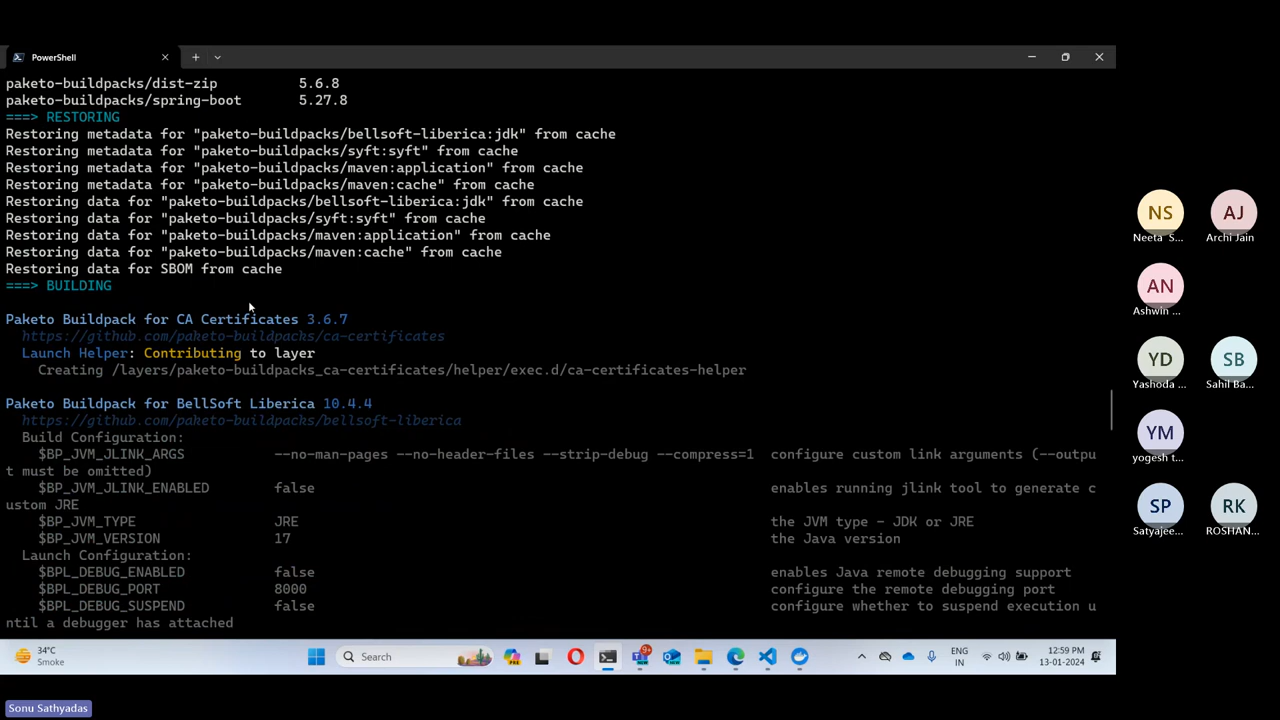 PowerShell
paketo-buildpacks/dist-zip 5.6.8
paketo-buildpacks/spring-boot 5.27.8
===> RESTORING
Restoring metadata for "paketo-buildpacks/bellsoft-liberica:jdk" from cache
Restoring metadata for "paketo-buildpacks/syft:syft" from cache
Restoring metadata for "paketo-buildpacks/maven:application" from cache
Restoring metadata for "paketo-buildpacks/maven:cache" from cache
Restoring data for "paketo-buildpacks/bellsoft-liberica:jdk" from cache
Restoring data for "paketo-buildpacks/syft:syft" from cache
Restoring data for "paketo-buildpacks/maven:application" from cache
Restoring data for "paketo-buildpacks/maven:cache" from cache
Restoring data for SBOM from cache
===> BUILDING
Paketo Buildpack for CA Certificates 3.6.7
https://github.com/paketo-buildpacks/ca-certificates
Launch Helper: Contributing to layer
Creating /layers/paketo-buildpacks_ca-certificates/helper/exec.d/ca-certificates-helper
Paketo Buildpack for BellSoft Liberica 10.4.4
https://github.com/paketo-buildpacks/bellsoft-liberica
Build Configuration:
$BP_JVM_JLINK_ARGS --no-man-pages --no-header-files --strip-debug --compress=1 configure custom link arguments (--outpu
t must be omitted)
$BP_JVM_JLINK_ENABLED false enables running jlink tool to generate c
ustom JRE
$BP_JVM_TYPE JRE the JVM type - JDK or JRE
$BP_JVM_VERSION 17 the Java version
Launch Configuration:
$BPL_DEBUG_ENABLED false enables Java remote debugging support
$BPL_DEBUG_PORT 8000 configure the remote debugging port
$BPL_DEBUG_SUSPEND false configure whether to suspend execution u
ntil a debugger has attached
34°C
Smoke
Search
PRE
9+
ENG
IN
12:59 PM
13-01-2024
NS
Neeta S...
AJ
Archi Jain
AN
Ashwin ...
YD
Yashoda ...
SB
Sahil Ba...
YM
yogesh t...
SP
Satyajee...
RK
ROSHAN...
Sonu Sathyadas